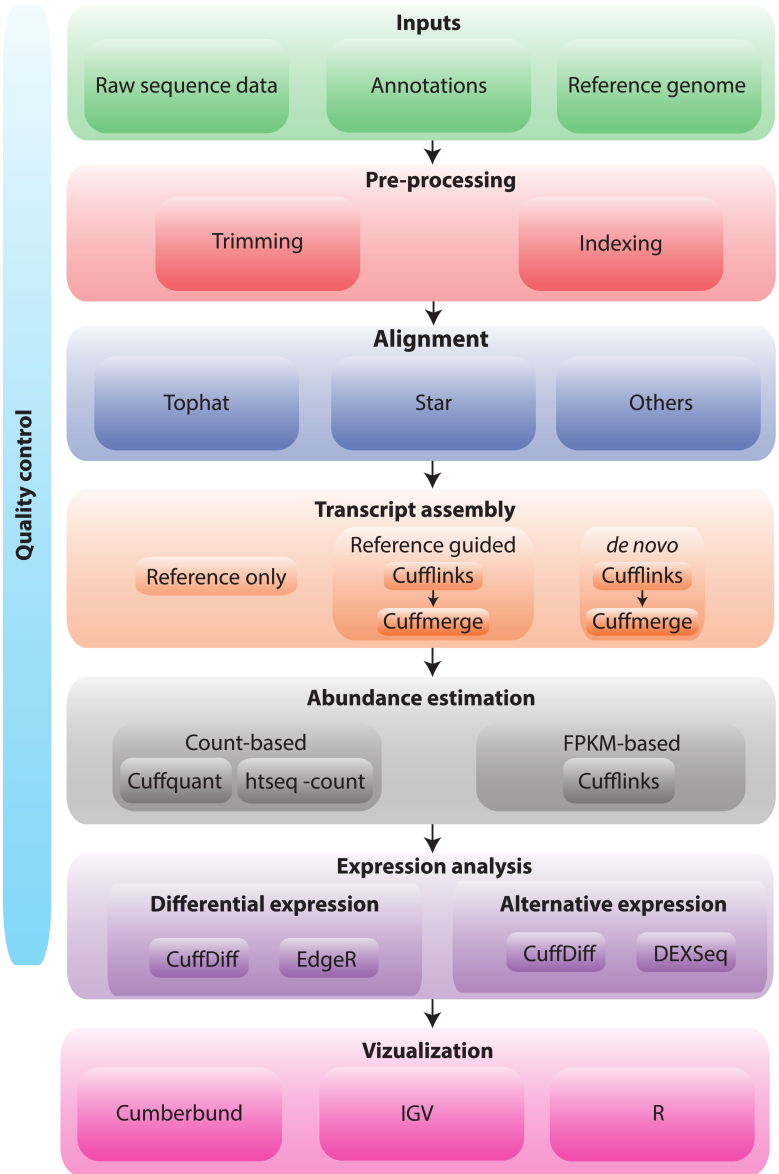 Quality control
Inputs
Raw sequence data
Annotations
Reference genome
Pre-processing
Trimming
Indexing
Alignment
Tophat
Star
Others
Transcript assembly
Reference only
Reference guided
Cufflinks
Cuffmerge
de novo
Cufflinks
Cuffmerge
Abundance estimation
Count-based
Cuffquant
htseq -count
FPKM-based
Cufflinks
Expression analysis
Differential expression
CuffDiff
EdgeR
Alternative expression
CuffDiff
DEXSeq
Vizualization
Cumberbund
IGV
R